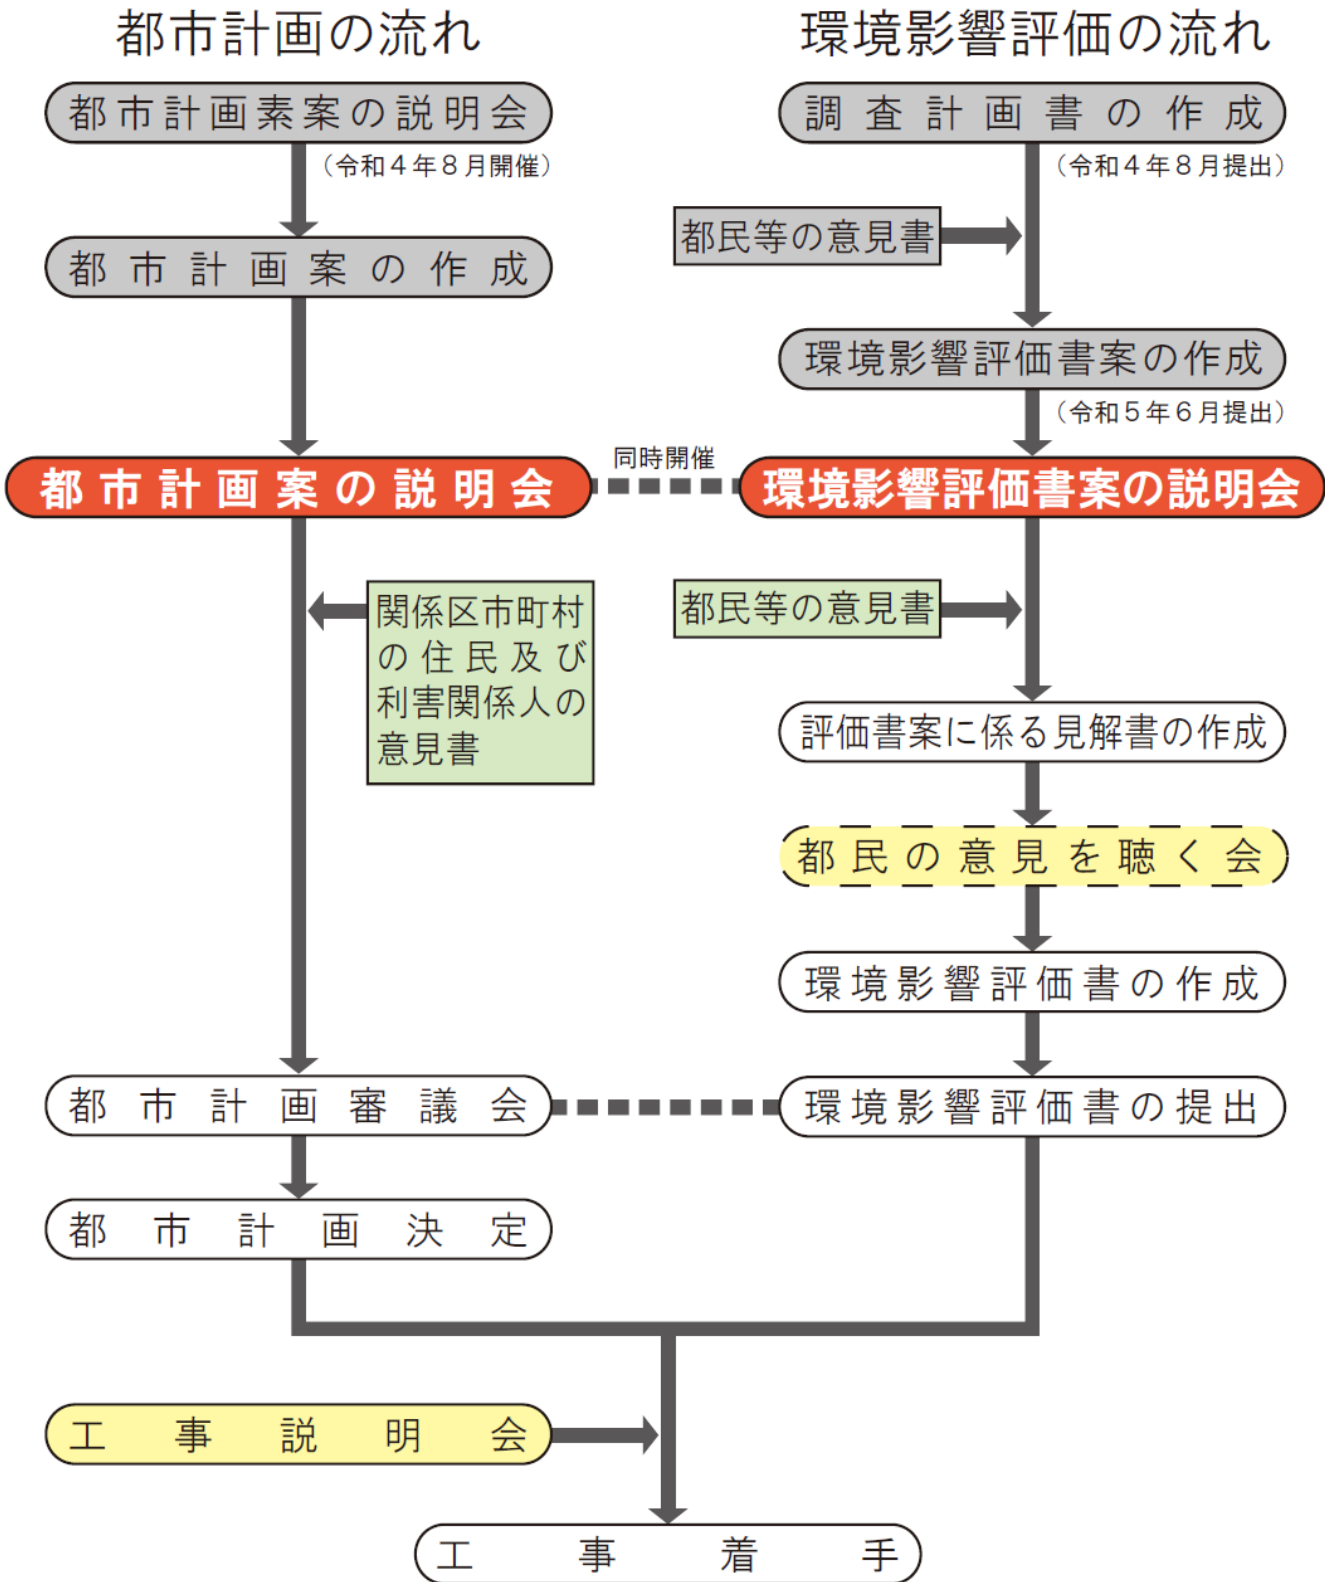 都市計画の流れ
都市計画素案の説明会
（令和４年８月開催）
都市計画案の作成
都市計画案の説明会
関係区市町村
の住民及び
利害関係人の
意見書
都市計画審議会
都市計画決定
環境影響評価の流れ
調査計画書の作成
（令和４年８月提出）
都民等の意見書
環境影響評価書案の作成
（令和５年６月提出）
同時開催
環境影響評価書案の説明会
都民等の意見書
評価書案に係る見解書の作成
都民の意見を聴く会
環境影響評価書の作成
環境影響評価書の提出
工事説明会
工事着手